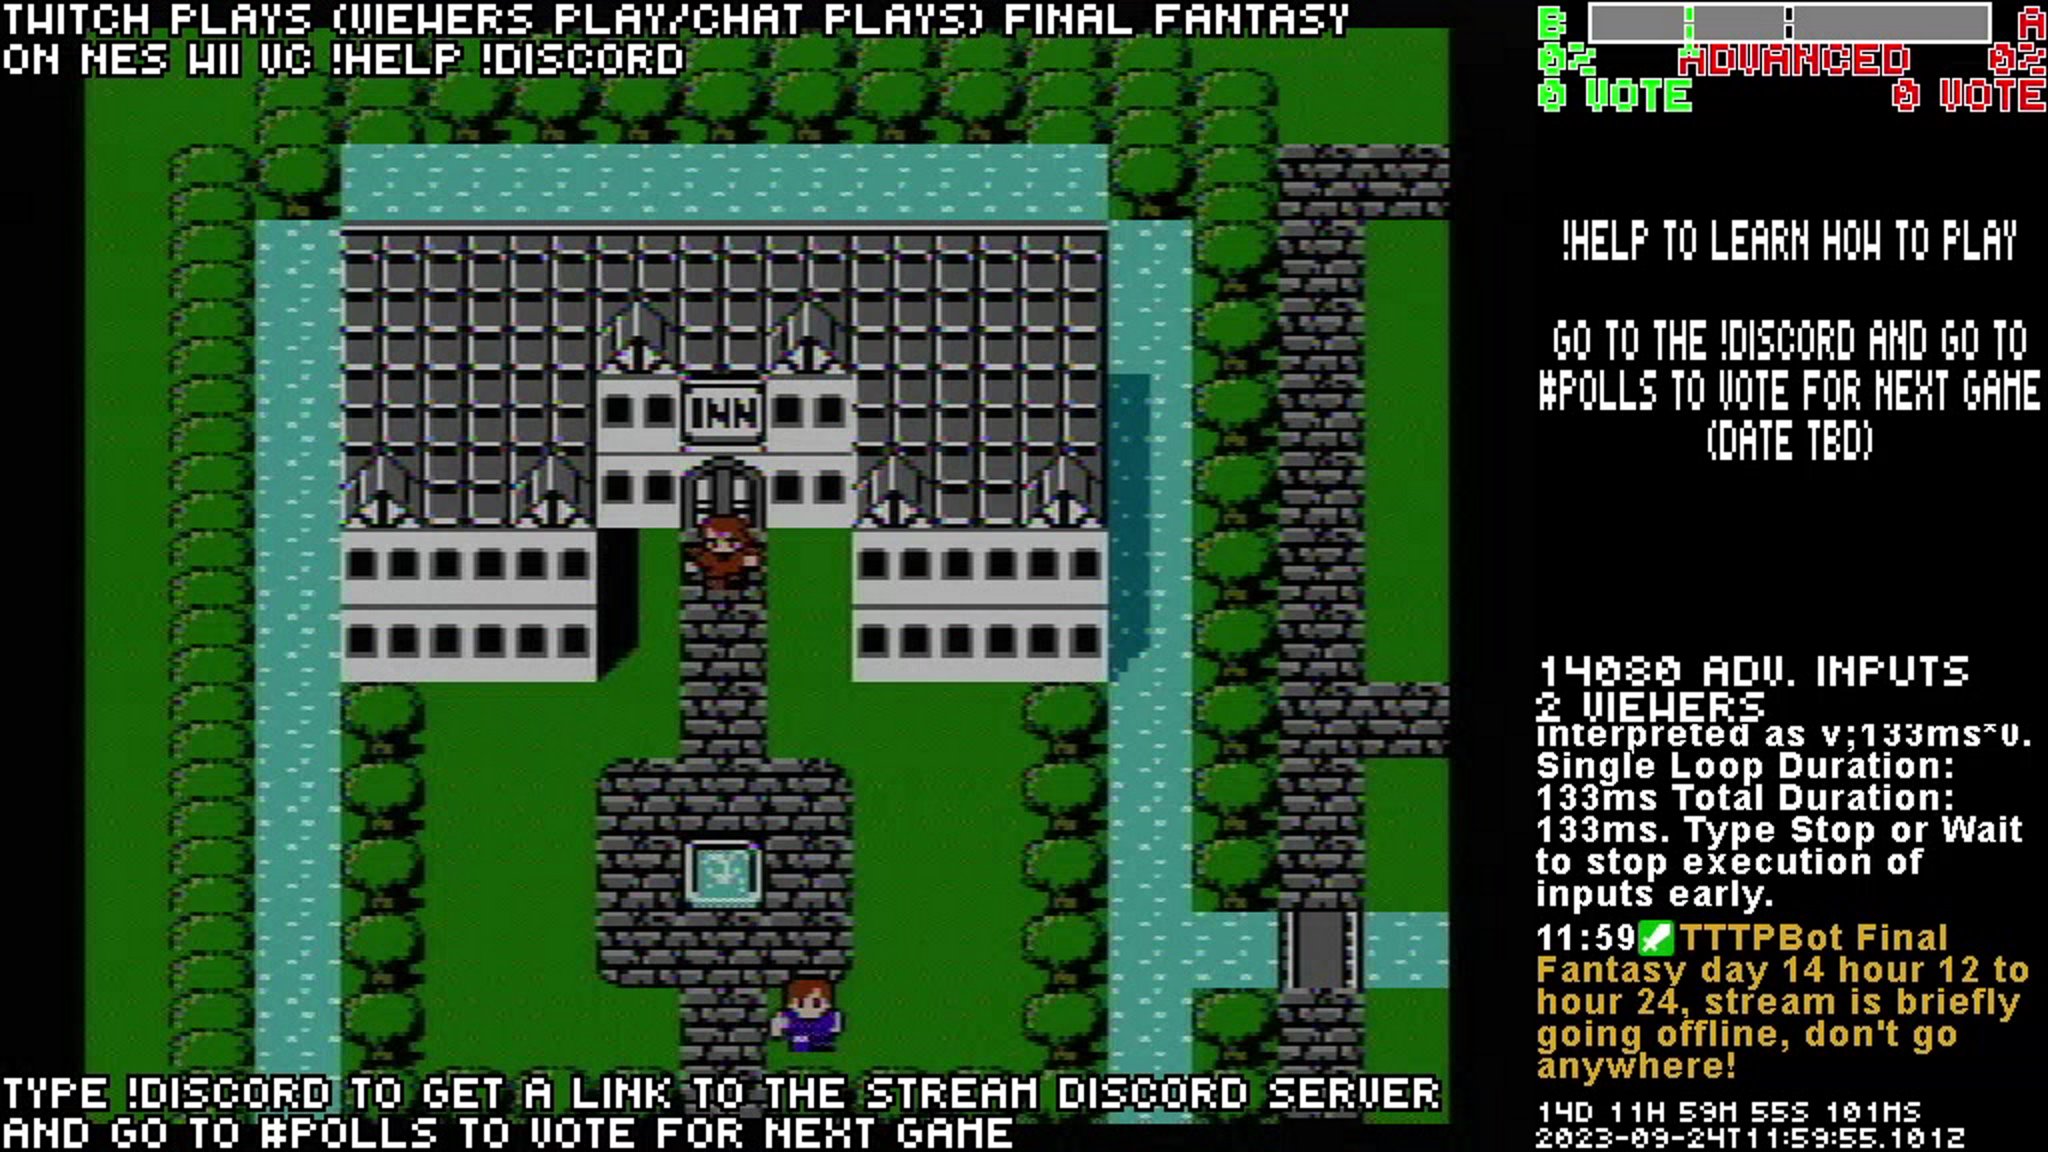 TWITCH PLAYS (VIEWERS PLAY/CHAT PLAYS) FINAL FANTASY
ON NES WII VC !HELP !DISCORD
B A
0% ADVANCED 0%
0 VOTE 0 VOTE
!HELP TO LEARN HOW TO PLAY
GO TO THE !DISCORD AND GO TO
#POLLS TO VOTE FOR NEXT GAME
(DATE TBD)
INN
14080 ADV. INPUTS
2 VIEWERS
interpreted as v;133ms*0.
Single Loop Duration:
133ms Total Duration:
133ms. Type Stop or Wait
to stop execution of
inputs early.
11:59 TTTPBot Final
Fantasy day 14 hour 12 to
hour 24, stream is briefly
going offline, don't go
anywhere!
14D 11H 59M 55S 101MS
2023-09-24T11:59:55.101Z
TYPE !DISCORD TO GET A LINK TO THE STREAM DISCORD SERVER
AND GO TO #POLLS TO VOTE FOR NEXT GAME